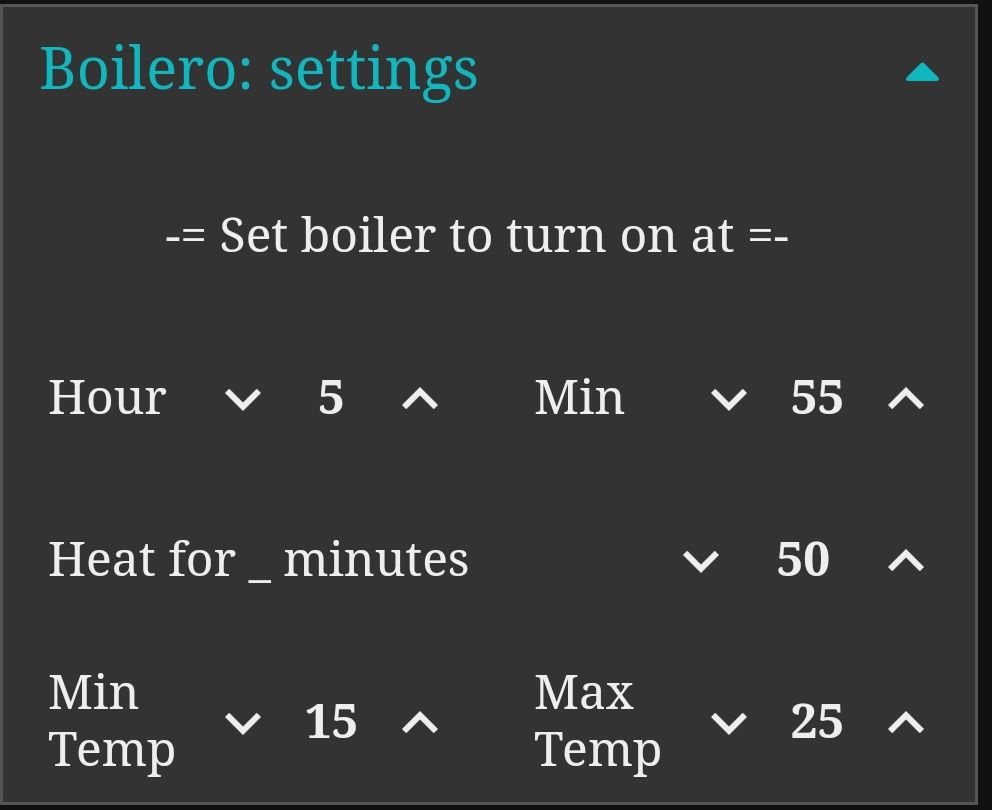 Boilero: settings
-= Set boiler to turn on at =-
Hour 5 Min 55
Heat for _ minutes 50
Min Temp 15 Max Temp 25